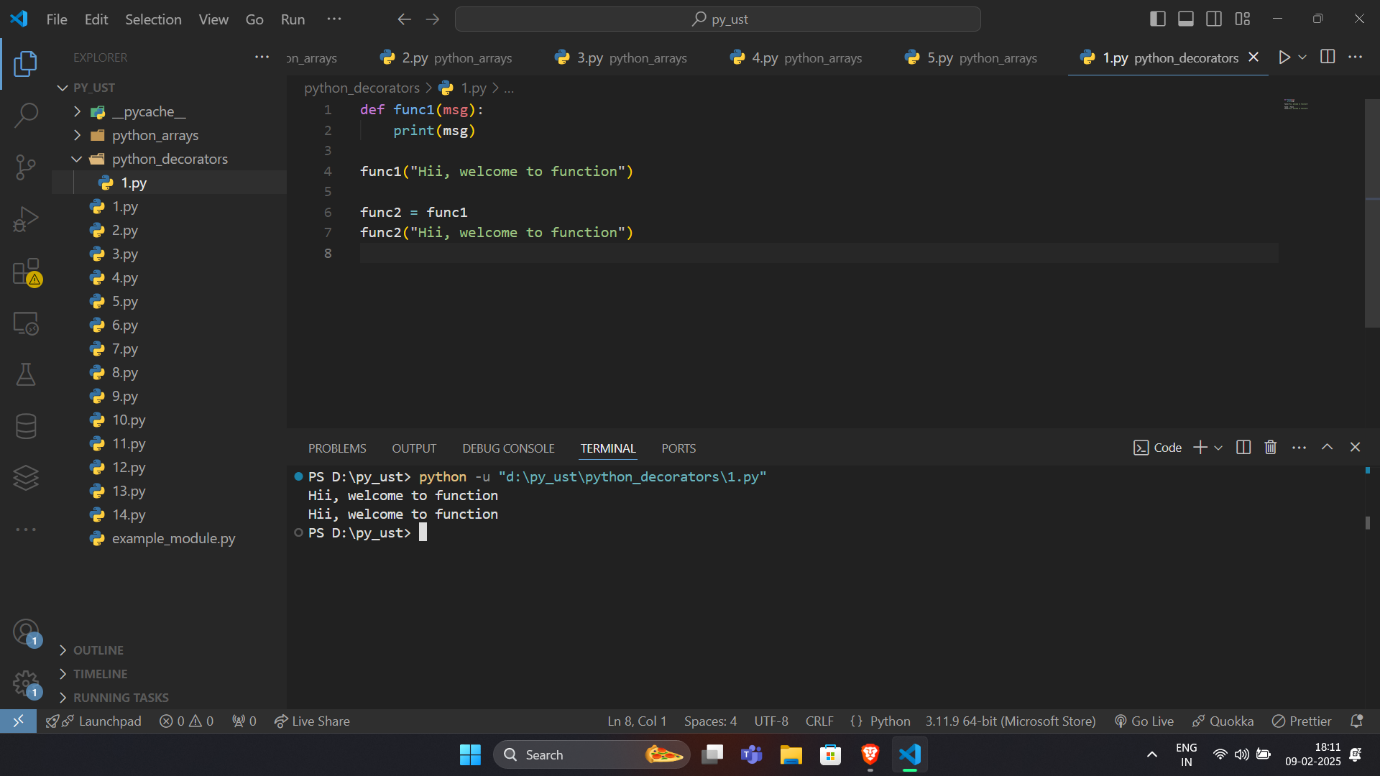 File Edit Selection View Go Run ··· py_ust
EXPLORER ···
PY_UST
__pycache__
python_arrays
python_decorators
1.py
1.py
2.py
3.py
4.py
5.py
6.py
7.py
8.py
9.py
10.py
11.py
12.py
13.py
14.py
example_module.py
OUTLINE
TIMELINE
RUNNING TASKS
1
1
on_arrays 2.py python_arrays 3.py python_arrays 4.py python_arrays 5.py python_arrays 1.py python_decorators
python_decorators > 1.py > ...
1 def func1(msg):
2 print(msg)
3
4 func1("Hii, welcome to function")
5
6 func2 = func1
7 func2("Hii, welcome to function")
8
PROBLEMS OUTPUT DEBUG CONSOLE TERMINAL PORTS Code
PS D:\py_ust> python -u "d:\py_ust\python_decorators\1.py"
Hii, welcome to function
Hii, welcome to function
PS D:\py_ust>
Launchpad 0 0 0 Live Share Ln 8, Col 1 Spaces: 4 UTF-8 CRLF {} Python 3.11.9 64-bit (Microsoft Store) Go Live Quokka Prettier
Search ENG IN 18:11 09-02-2025